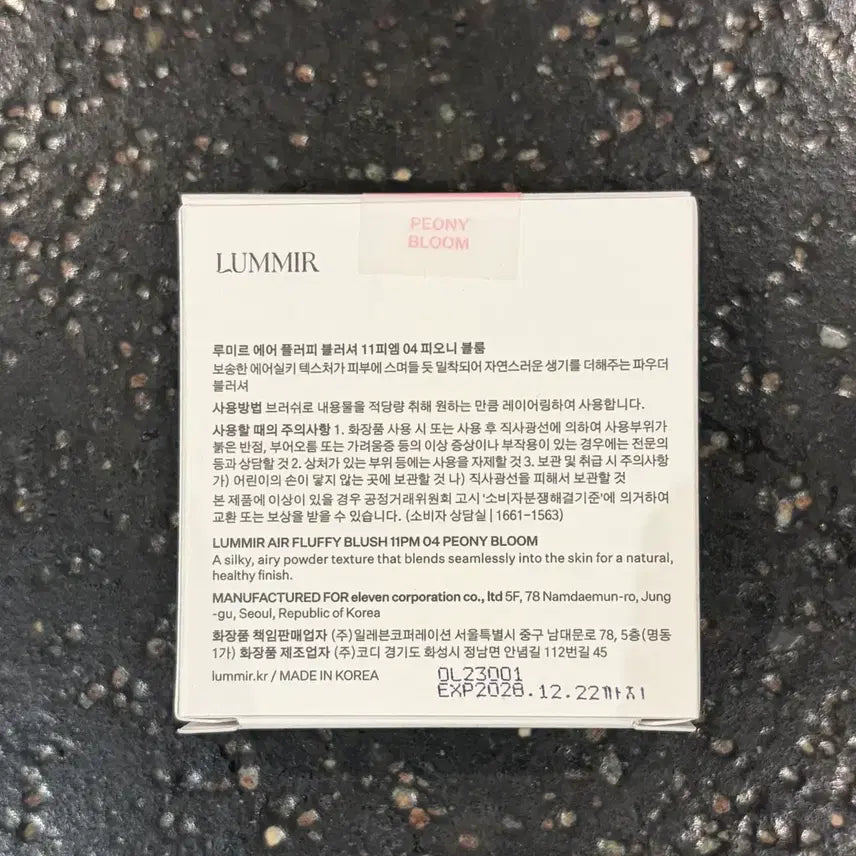 PEONY
BLOOM
LUMMIR
루미르 에어 플러피 블러셔 11피엠 04 피오니 블룸
보송한 에어실키 텍스처가 피부에 스며들 듯 밀착되어 자연스러운 생기를 더해주는 파우더
블러셔
사용방법 브러쉬로 내용물을 적당량 취해 원하는 만큼 레이어링하여 사용합니다.
사용할 때의 주의사항 1. 화장품 사용 시 또는 사용 후 직사광선에 의하여 사용부위가
붉은 반점, 부어오름 또는 가려움증 등의 이상 증상이나 부작용이 있는 경우에는 전문의
등과 상담할 것 2. 상처가 있는 부위 등에는 사용을 자제할 것 3. 보관 및 취급 시 주의사항
가) 어린이의 손이 닿지 않는 곳에 보관할 것 나) 직사광선을 피해서 보관할 것
본 제품에 이상이 있을 경우 공정거래위원회 고시 '소비자분쟁해결기준'에 의거하여
교환 또는 보상을 받을 수 있습니다. (소비자 상담실 | 1661-1563)
LUMMIR AIR FLUFFY BLUSH 11PM 04 PEONY BLOOM
A silky, airy powder texture that blends seamlessly into the skin for a natural,
healthy finish.
MANUFACTURED FOR eleven corporation co., ltd 5F, 78 Namdaemun-ro, Jung
-gu, Seoul, Republic of Korea
화장품 책임판매업자 (주)일레븐코퍼레이션 서울특별시 중구 남대문로 78, 5층(명동
1가) 화장품 제조업자 (주)코디 경기도 화성시 정남면 안녕길 112번길 45
lummir.kr / MADE IN KOREA
OL23001
EXP2028.12.22까지